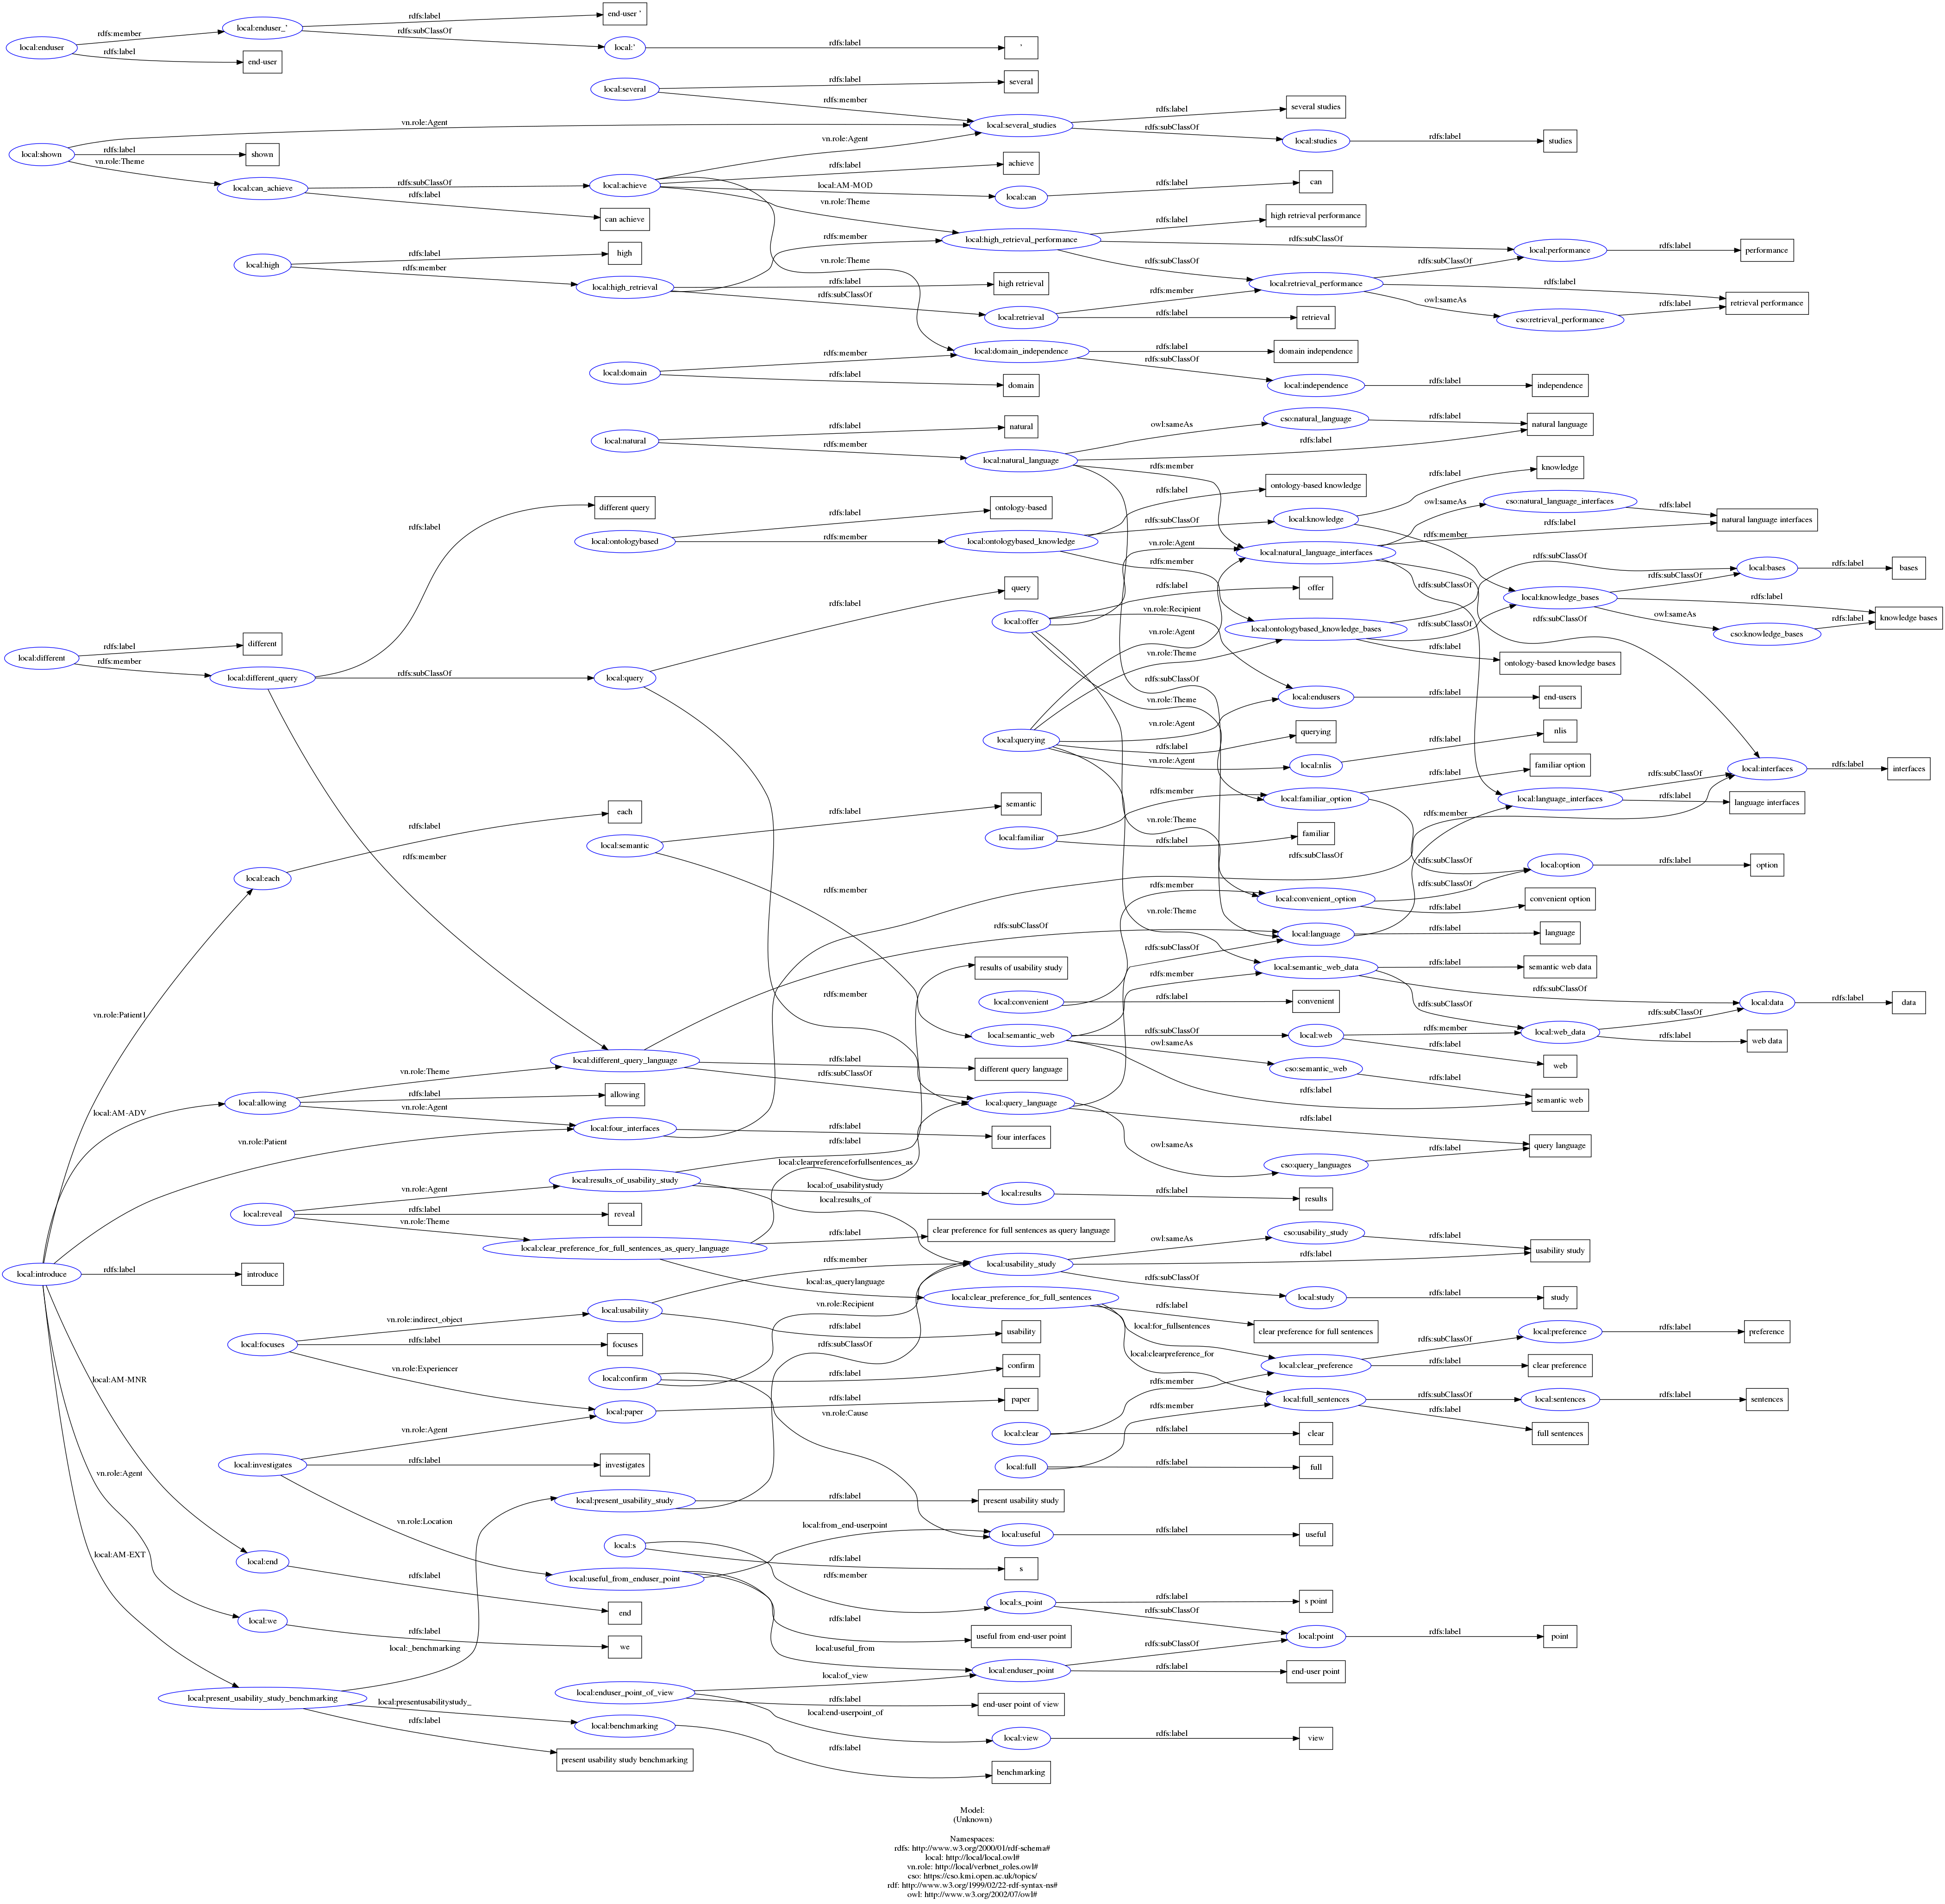 rdfs:label
end-user '
local:enduser_'
rdfs:member
rdfs:subClassOf
local:enduser
local:'
rdfs:label
'
rdfs:label
end-user
local:several
rdfs:label
several
rdfs:member
rdfs:label
several studies
vn.role:Agent
local:several_studies
rdfs:subClassOf
local:studies
rdfs:label
studies
vn.role:Agent
local:shown
rdfs:label
shown
vn.role:Theme
rdfs:label
achieve
local:can_achieve
rdfs:subClassOf
local:achieve
local:AM-MOD
local:can
rdfs:label
can
rdfs:label
can achieve
vn.role:Theme
rdfs:label
high retrieval performance
rdfs:member
local:high_retrieval_performance
rdfs:subClassOf
local:performance
rdfs:label
performance
local:high
rdfs:label
high
rdfs:member
vn.role:Theme
rdfs:subClassOf
rdfs:subClassOf
local:high_retrieval
rdfs:label
high retrieval
rdfs:subClassOf
rdfs:member
local:retrieval_performance
rdfs:label
retrieval performance
owl:sameAs
cso:retrieval_performance
rdfs:label
local:retrieval
rdfs:label
retrieval
rdfs:member
local:domain_independence
rdfs:label
domain independence
local:domain
rdfs:label
domain
rdfs:subClassOf
local:independence
rdfs:label
independence
local:natural
rdfs:label
natural
rdfs:member
owl:sameAs
cso:natural_language
rdfs:label
natural language
local:natural_language
rdfs:label
rdfs:member
rdfs:label
knowledge
rdfs:label
ontology-based knowledge
different query
rdfs:label
rdfs:label
ontology-based
owl:sameAs
cso:natural_language_interfaces
rdfs:label
natural language interfaces
local:ontologybased
rdfs:member
local:ontologybased_knowledge
rdfs:subClassOf
local:knowledge
rdfs:label
vn.role:Agent
local:natural_language_interfaces
rdfs:member
rdfs:member
rdfs:subClassOf
local:bases
rdfs:label
bases
query
rdfs:label
rdfs:label
offer
rdfs:subClassOf
rdfs:subClassOf
local:knowledge_bases
rdfs:label
knowledge bases
vn.role:Recipient
local:offer
local:ontologybased_knowledge_bases
rdfs:subClassOf
owl:sameAs
cso:knowledge_bases
rdfs:label
rdfs:subClassOf
rdfs:label
ontology-based knowledge bases
local:different
rdfs:label
different
rdfs:member
local:different_query
rdfs:subClassOf
local:query
vn.role:Agent
vn.role:Theme
rdfs:subClassOf
vn.role:Theme
local:endusers
rdfs:label
end-users
vn.role:Agent
local:querying
rdfs:label
querying
vn.role:Agent
local:nlis
rdfs:label
nlis
rdfs:label
familiar option
local:interfaces
rdfs:label
interfaces
rdfs:subClassOf
rdfs:member
local:familiar_option
local:language_interfaces
rdfs:label
language interfaces
rdfs:label
each
rdfs:label
semantic
local:semantic
local:familiar
vn.role:Theme
rdfs:label
familiar
rdfs:member
rdfs:member
rdfs:subClassOf
rdfs:subClassOf
local:option
rdfs:label
option
local:each
rdfs:member
rdfs:member
rdfs:subClassOf
local:convenient_option
rdfs:label
convenient option
vn.role:Theme
rdfs:subClassOf
local:language
rdfs:label
language
rdfs:subClassOf
results of usability study
rdfs:member
local:semantic_web_data
rdfs:label
semantic web data
rdfs:subClassOf
rdfs:member
local:convenient
rdfs:label
convenient
rdfs:subClassOf
local:data
rdfs:label
data
vn.role:Patient1
local:semantic_web
rdfs:subClassOf
local:web
rdfs:member
local:web_data
rdfs:subClassOf
rdfs:label
web data
owl:sameAs
rdfs:label
web
local:different_query_language
rdfs:label
different query language
cso:semantic_web
rdfs:label
semantic web
rdfs:label
vn.role:Theme
rdfs:subClassOf
local:allowing
rdfs:label
allowing
local:AM-ADV
vn.role:Agent
local:query_language
rdfs:label
query language
local:four_interfaces
rdfs:label
four interfaces
vn.role:Patient
rdfs:label
owl:sameAs
cso:query_languages
rdfs:label
local:clearpreferenceforfullsentences_as
local:results_of_usability_study
local:of_usabilitystudy
local:results
rdfs:label
results
vn.role:Agent
local:results_of
local:reveal
rdfs:label
reveal
vn.role:Theme
rdfs:label
clear preference for full sentences as query language
local:clear_preference_for_full_sentences_as_query_language
owl:sameAs
cso:usability_study
rdfs:label
usability study
rdfs:member
local:usability_study
rdfs:label
local:introduce
rdfs:label
introduce
local:as_querylanguage
rdfs:subClassOf
local:study
rdfs:label
study
local:clear_preference_for_full_sentences
vn.role:Recipient
local:usability
rdfs:label
usability
vn.role:indirect_object
rdfs:label
clear preference for full sentences
local:for_fullsentences
local:preference
rdfs:label
preference
local:focuses
rdfs:label
focuses
rdfs:subClassOf
rdfs:subClassOf
local:clearpreference_for
local:clear_preference
rdfs:label
clear preference
vn.role:Experiencer
local:confirm
rdfs:label
confirm
local:AM-MNR
rdfs:member
local:full_sentences
rdfs:subClassOf
local:sentences
rdfs:label
sentences
local:paper
rdfs:label
paper
vn.role:Cause
rdfs:member
rdfs:label
full sentences
vn.role:Agent
local:clear
rdfs:label
clear
local:investigates
rdfs:label
investigates
local:full
rdfs:label
full
vn.role:Agent
local:present_usability_study
rdfs:label
present usability study
vn.role:Location
local:from_end-userpoint
local:useful
rdfs:label
useful
local:s
rdfs:label
s
local:AM-EXT
local:end
rdfs:label
end
local:useful_from_enduser_point
rdfs:member
local:s_point
rdfs:label
s point
rdfs:subClassOf
local:we
rdfs:label
we
rdfs:label
useful from end-user point
local:point
rdfs:label
point
local:_benchmarking
local:useful_from
rdfs:subClassOf
local:enduser_point
rdfs:label
end-user point
local:of_view
local:present_usability_study_benchmarking
local:enduser_point_of_view
rdfs:label
end-user point of view
local:presentusabilitystudy_
local:end-userpoint_of
rdfs:label
local:benchmarking
local:view
rdfs:label
view
present usability study benchmarking
rdfs:label
benchmarking
Model:
(Unknown)
Namespaces:
rdfs: http://www.w3.org/2000/01/rdf-schema#
local: http://local/local.owl#
vn.role: http://local/verbnet_roles.owl#
cso: https://cso.kmi.open.ac.uk/topics/
rdf: http://www.w3.org/1999/02/22-rdf-syntax-ns#
owl: http://www.w3.org/2002/07/owl#